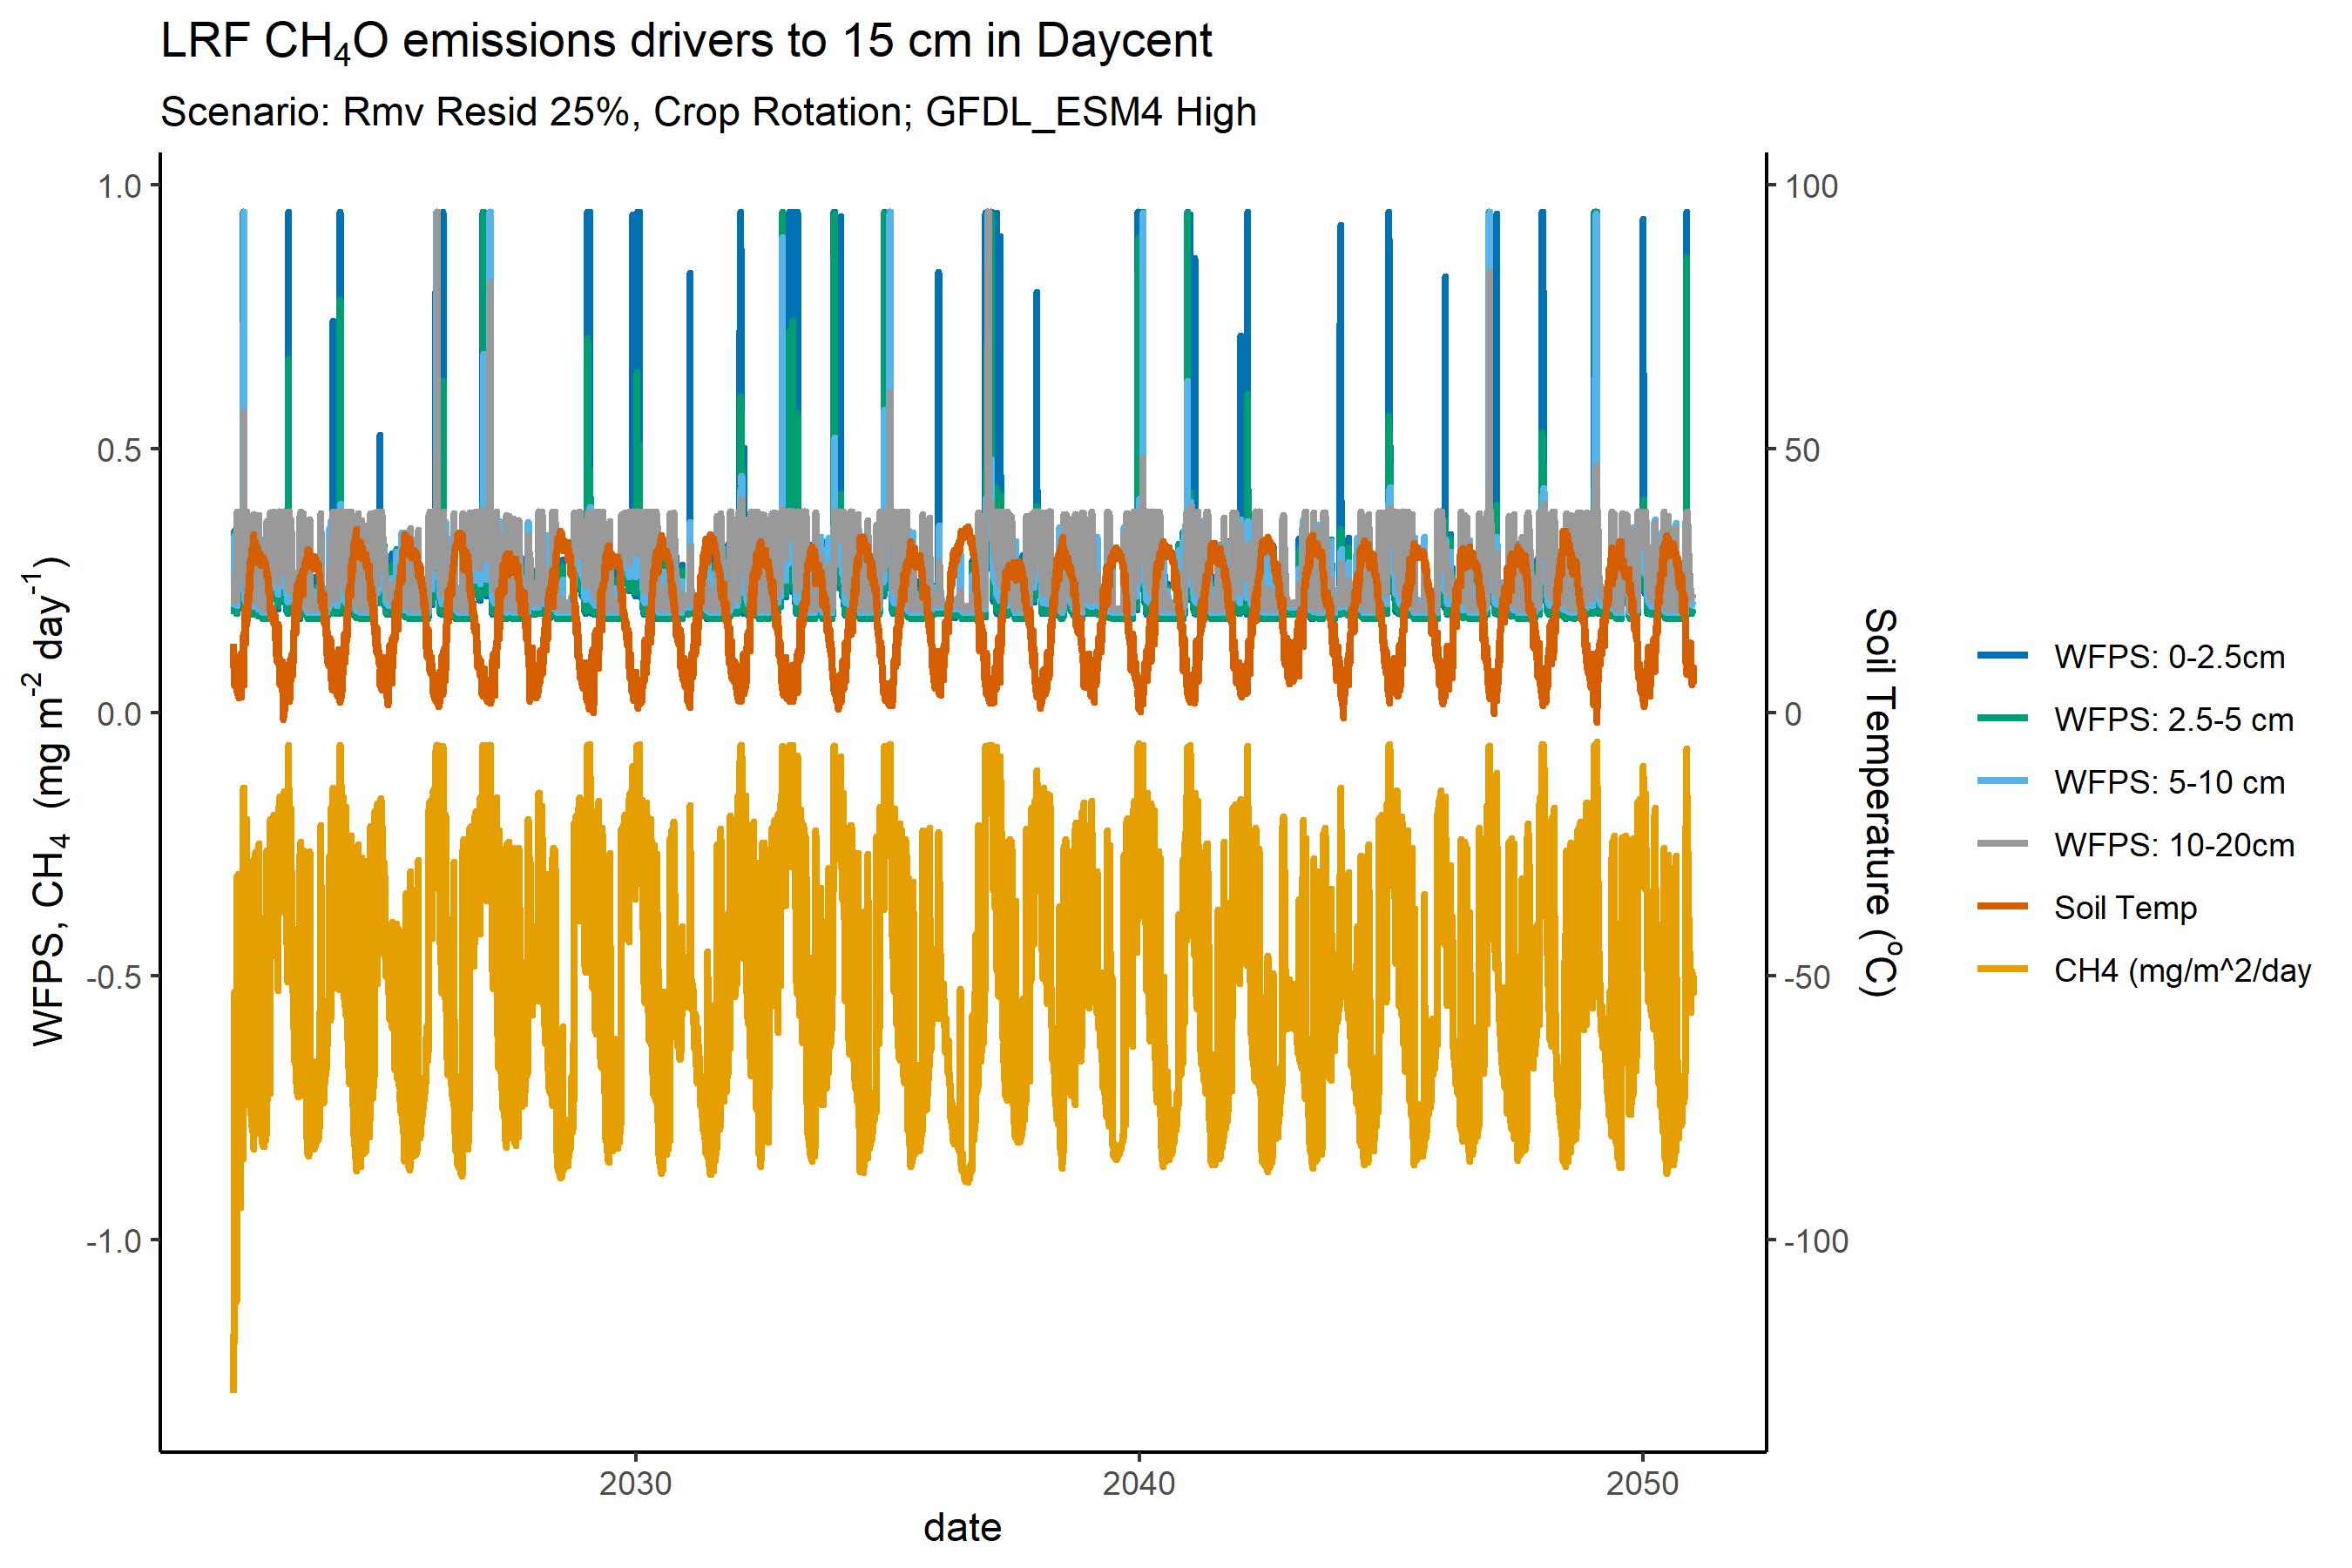 LRF CH₄O emissions drivers to 15 cm in Daycent
Scenario: Rmv Resid 25%, Crop Rotation; GFDL_ESM4 High
WFPS, CH₄ (mg m⁻² day⁻¹)
1.0
0.5
0.0
-0.5
-1.0
100
50
0
-50
-100
Soil Temperature (°C)
2030
2040
2050
date
WFPS: 0-2.5cm
WFPS: 2.5-5 cm
WFPS: 5-10 cm
WFPS: 10-20cm
Soil Temp
CH4 (mg/m^2/day